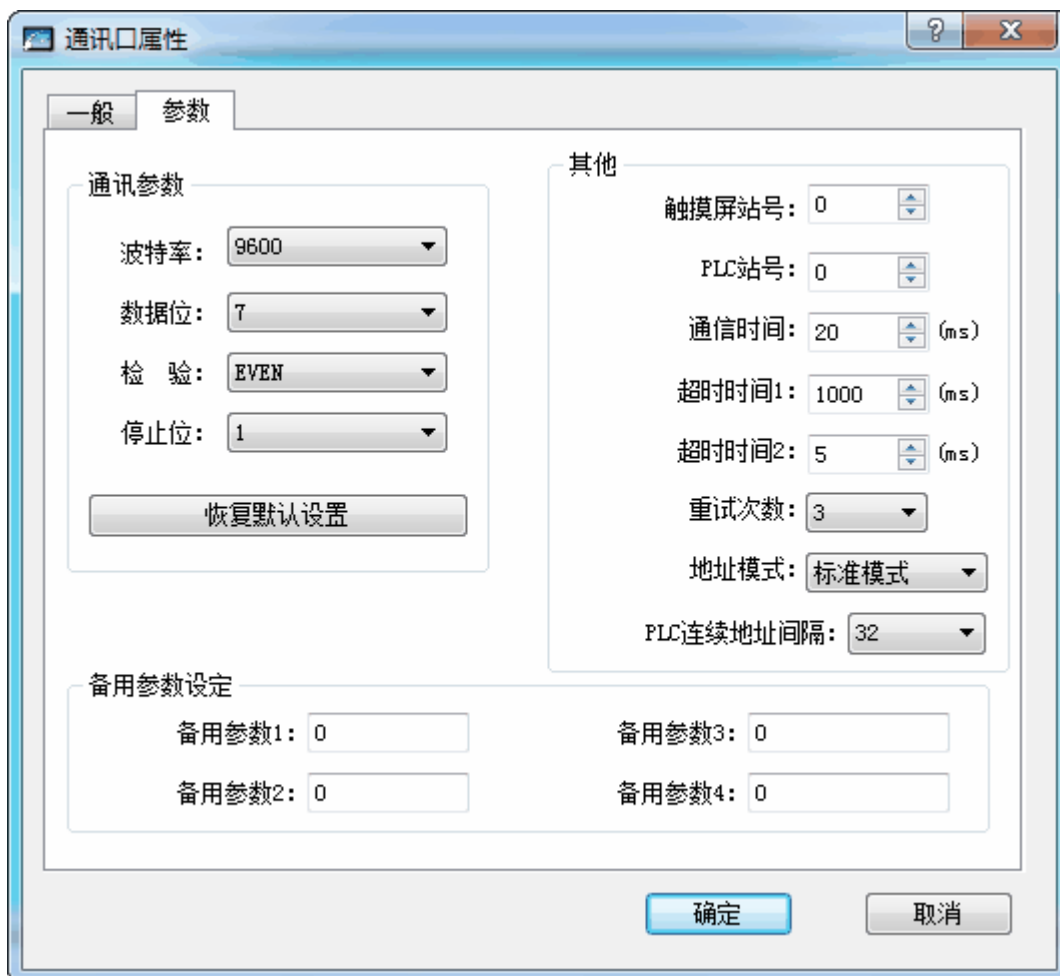 通讯口属性
一般 参数
通讯参数
波特率: 9600
数据位: 7
检 验: EVEN
停止位: 1
恢复默认设置
其他
触摸屏站号: 0
PLC站号: 0
通信时间: 20 (ms)
超时时间1: 1000 (ms)
超时时间2: 5 (ms)
重试次数: 3
地址模式: 标准模式
PLC连续地址间隔: 32
备用参数设定
备用参数1: 0 备用参数3: 0
备用参数2: 0 备用参数4: 0
确定 取消